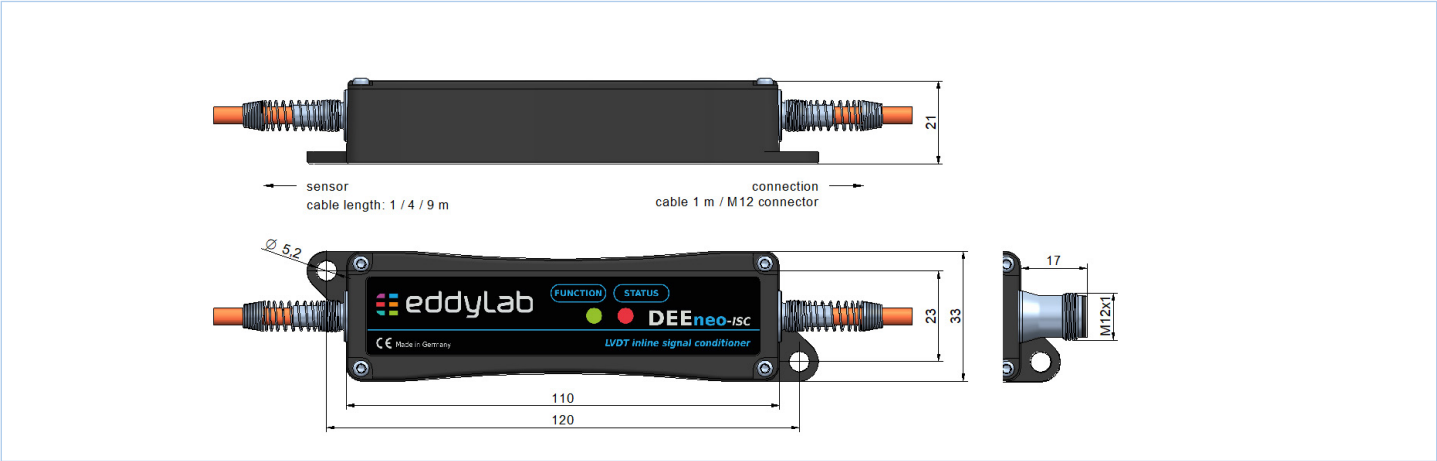 21
sensor
cable length: 1 / 4 / 9 m
connection
cable 1 m / M12 connector
Ø 5,2
eddylab
FUNCTION STATUS
DEEneo-ISC
CE Made in Germany
LVDT inline signal conditioner
23
33
17
M12x1
110
120